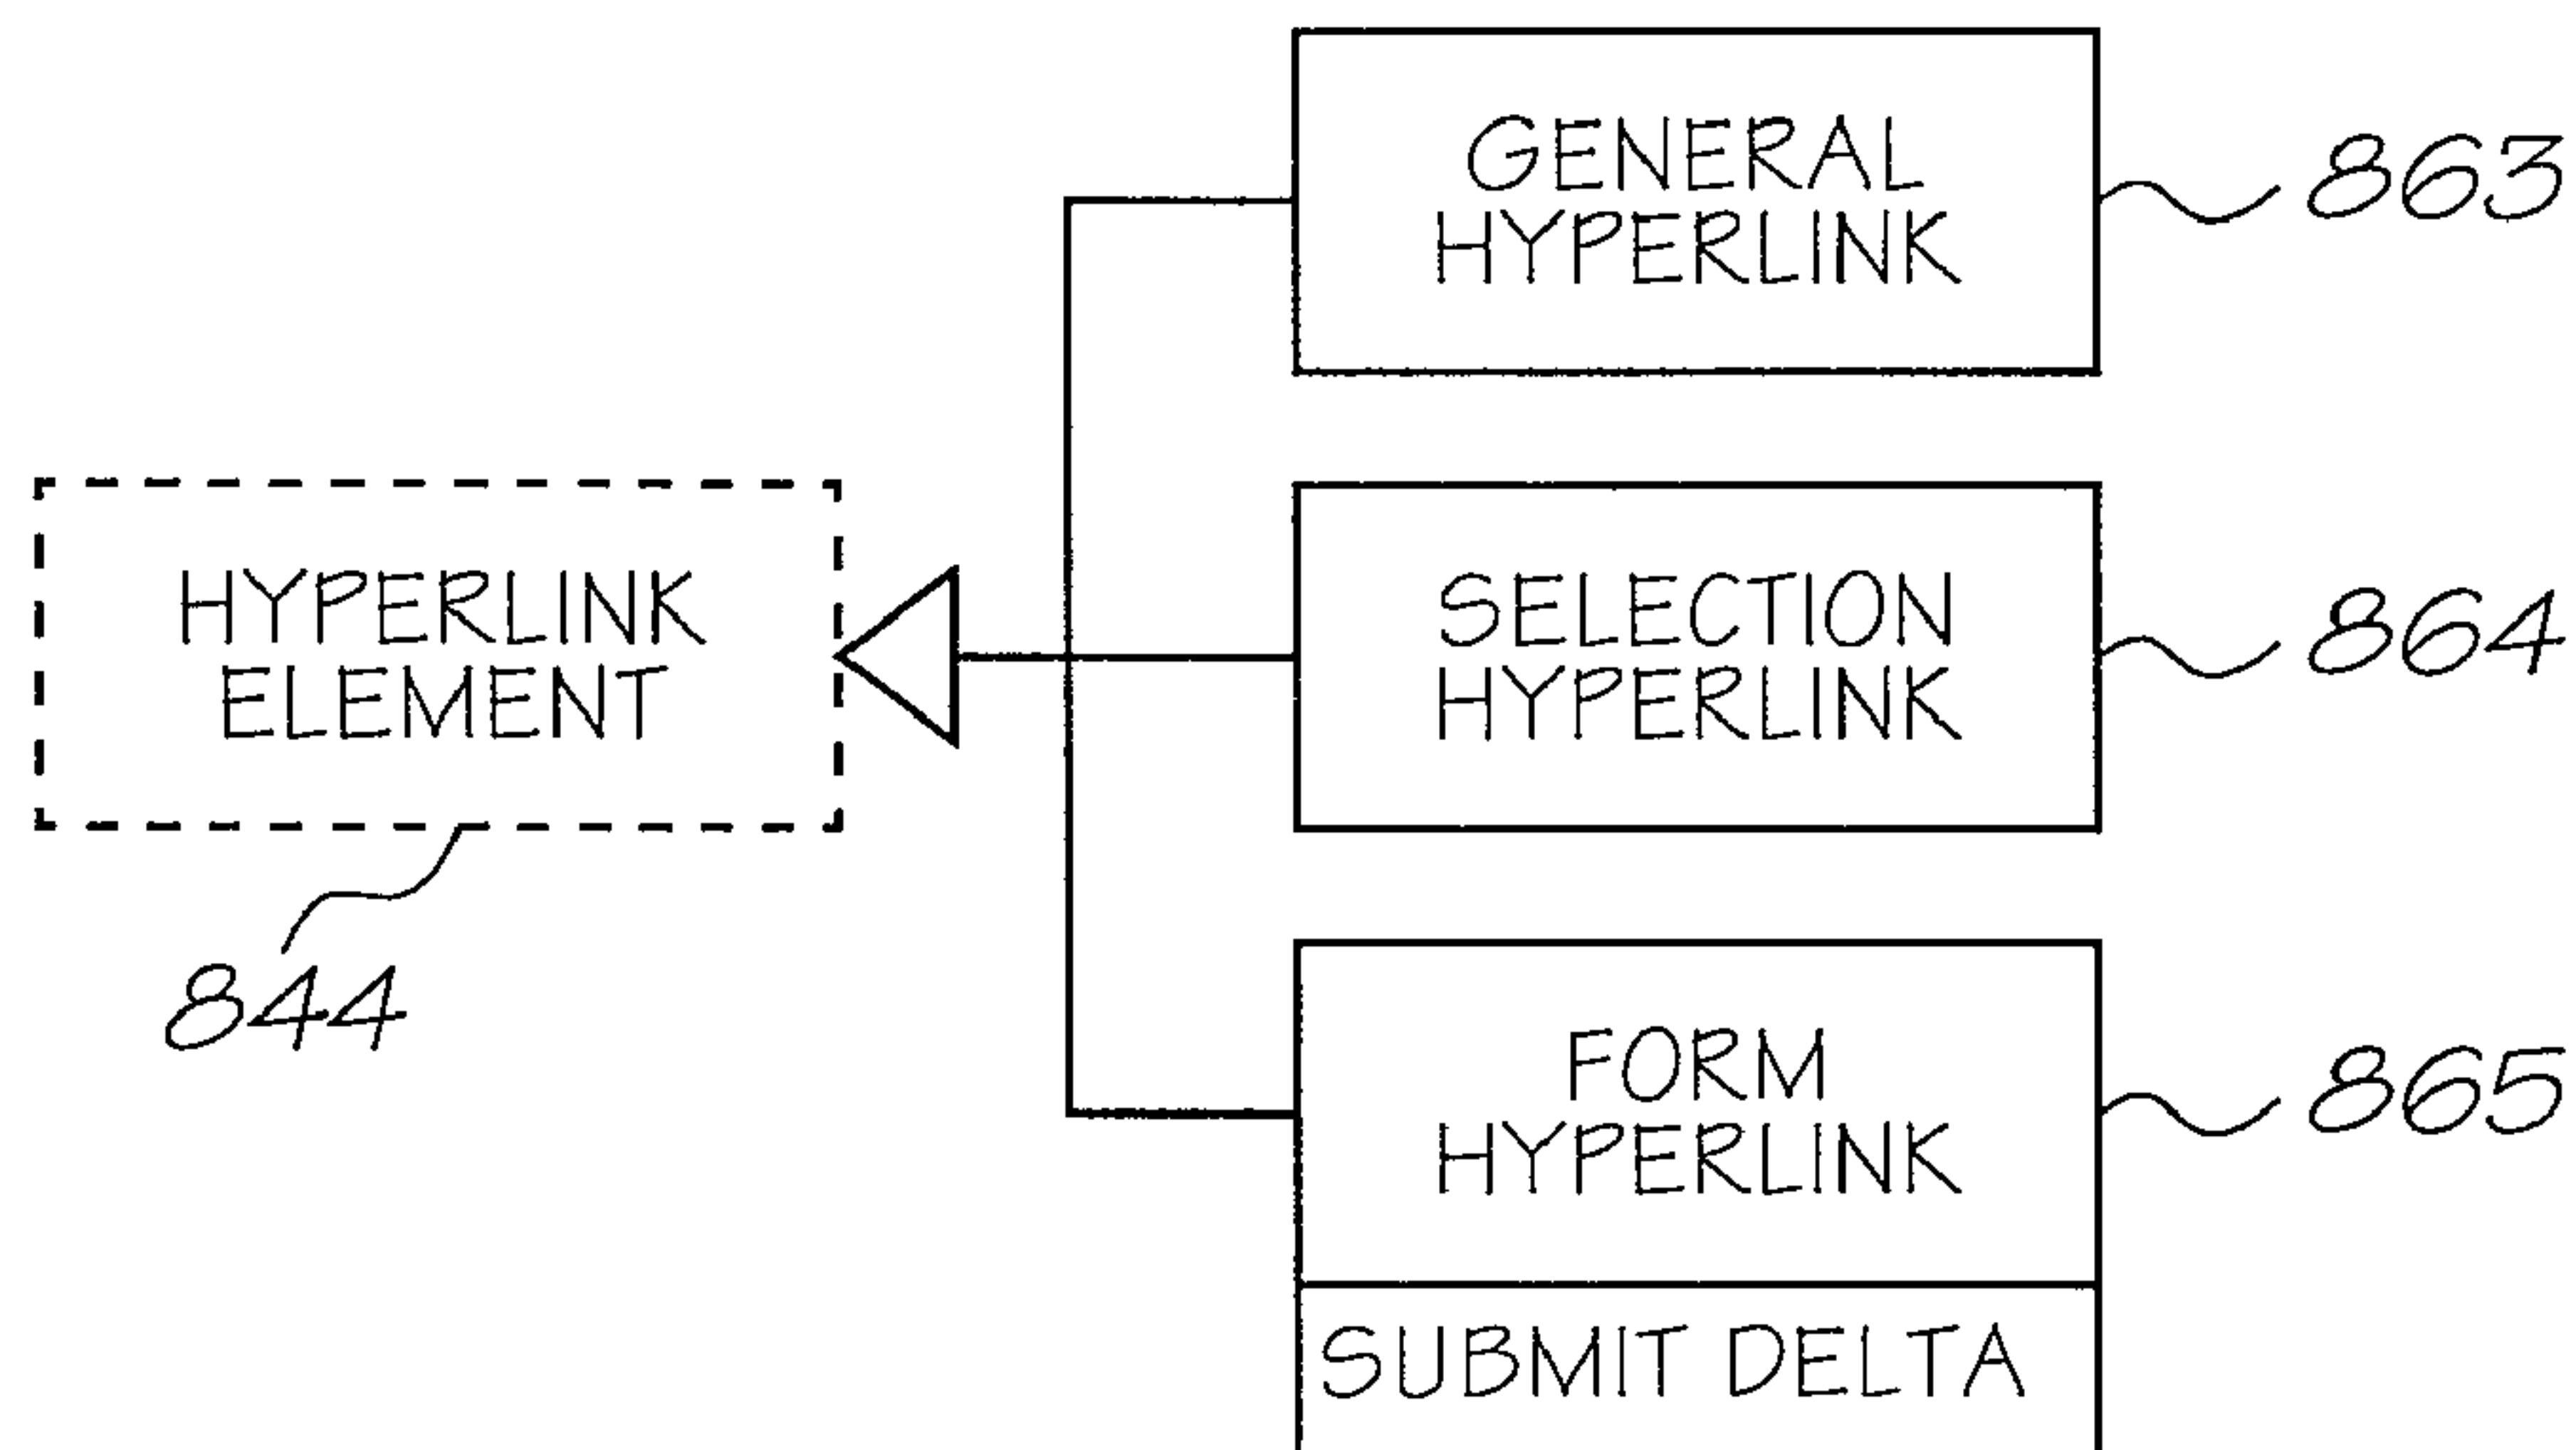 GENERAL
HYPERLINK
863
HYPERLINK
ELEMENT
844
SELECTION
HYPERLINK
864
FORM
HYPERLINK
865
SUBMIT DELTA